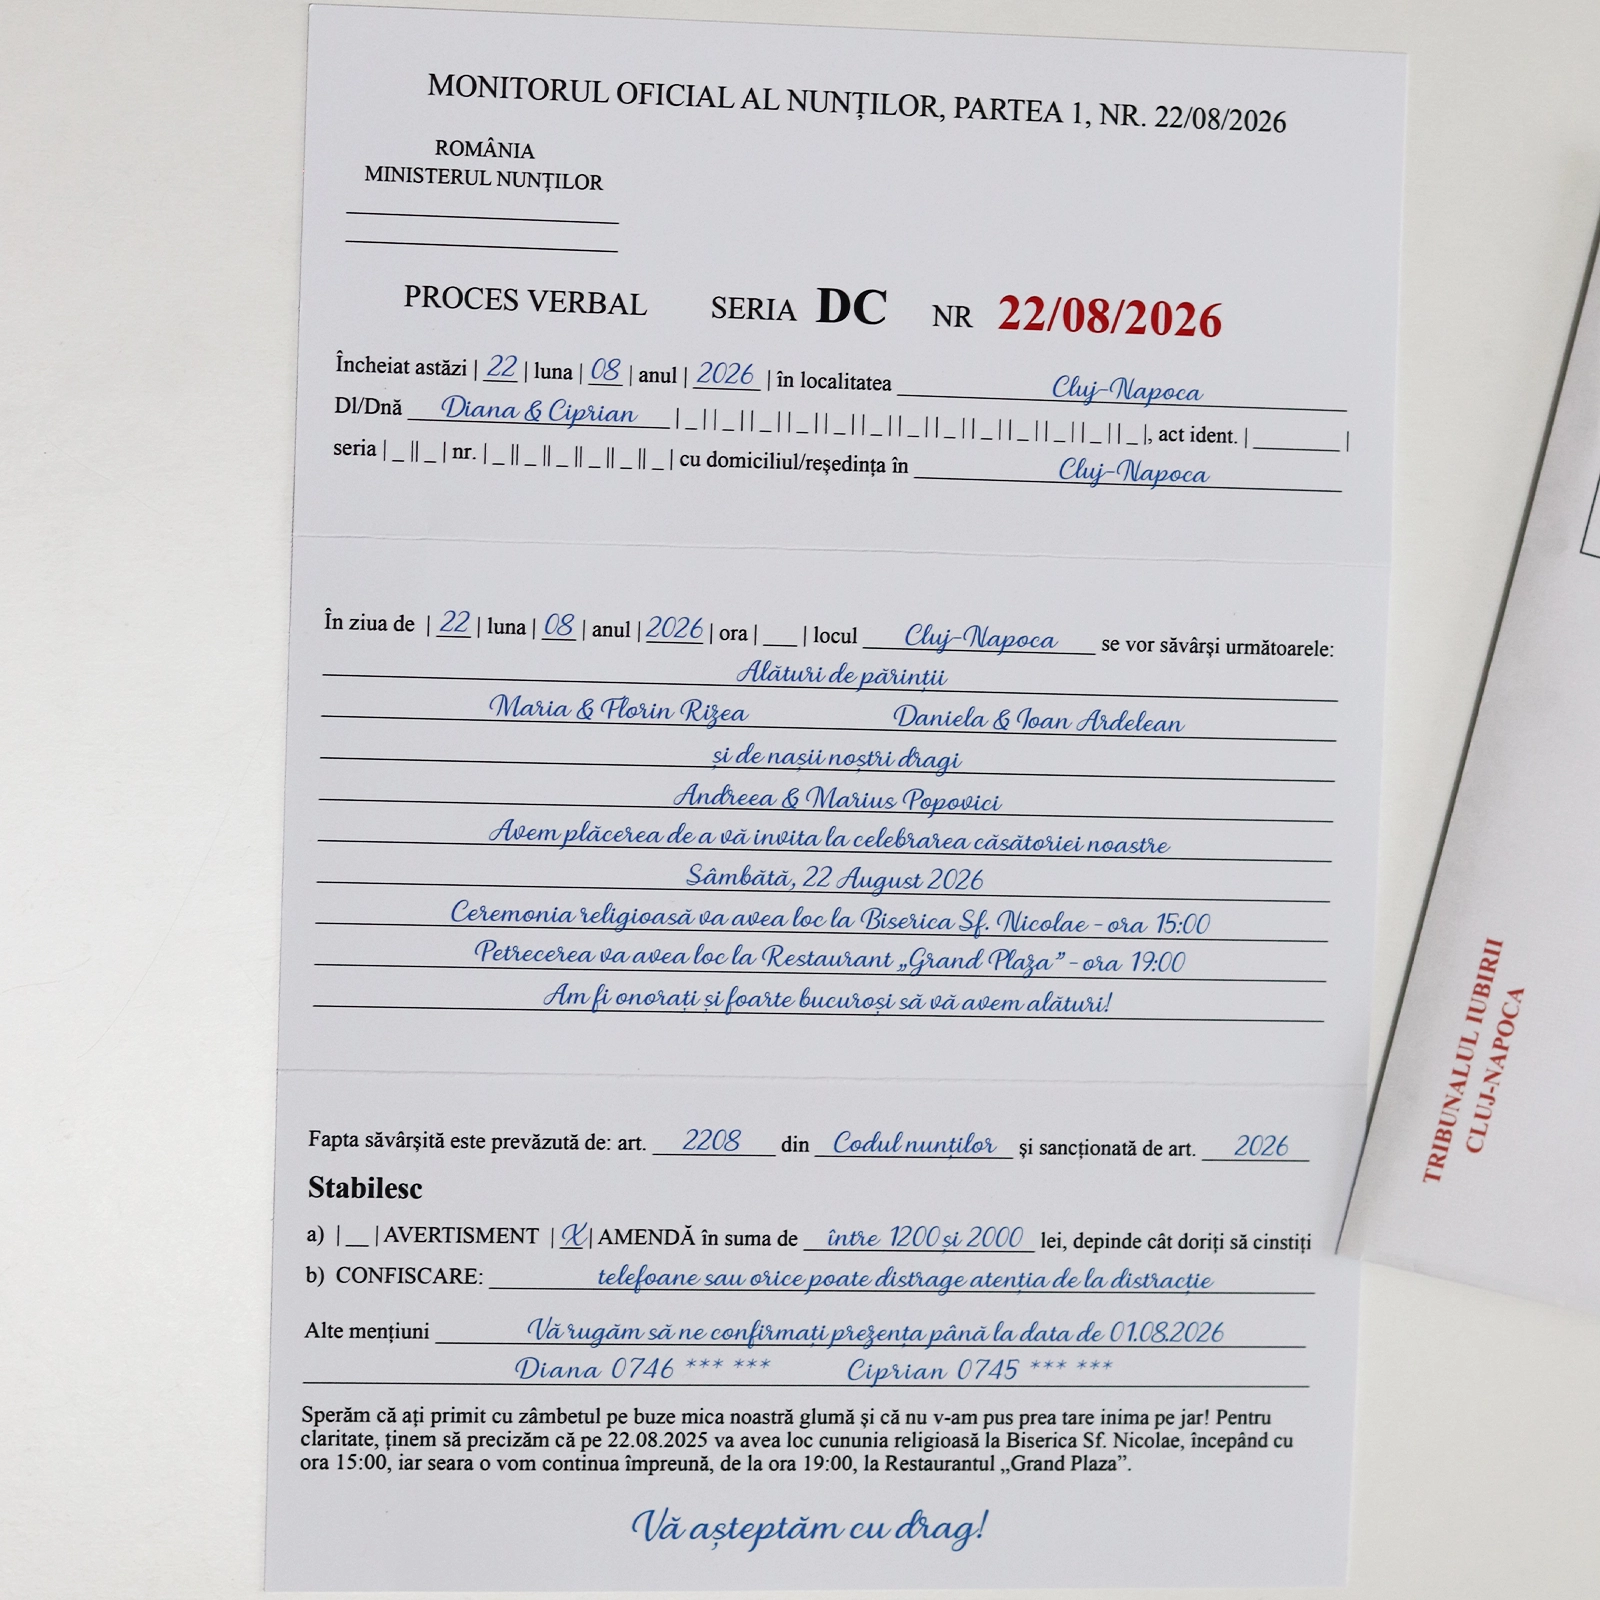 MONITORUL OFICIAL AL NUNȚILOR, PARTEA 1, NR. 22/08/2026
ROMÂNIA
MINISTERUL NUNȚILOR
PROCES VERBAL SERIA DC NR 22/08/2026
Încheiat astăzi | 22 | luna | 08 | anul | 2026 | în localitatea Cluj-Napoca
Dl/Dnă Diana & Ciprian |_||_||_||_||_||_||_||_||_||_||_||_||_|, act ident. |________|
seria |_||_| nr. |_||_||_||_||_| cu domiciliul/reședința în Cluj-Napoca
În ziua de | 22 | luna | 08 | anul | 2026 | ora |___| locul Cluj-Napoca se vor săvârși următoarele:
Alături de părinții
Maria & Florin Rizea Daniela & Ioan Ardelean
și de nașii noștri dragi
Andreea & Marius Popovici
Avem plăcerea de a vă invita la celebrarea căsătoriei noastre
Sâmbătă, 22 August 2026
Ceremonia religioasă va avea loc la Biserica Sf. Nicolae - ora 15:00
Petrecerea va avea loc la Restaurant „Grand Plaza” - ora 19:00
Am fi onorați și foarte bucuroși să vă avem alături!
Fapta săvârșită este prevăzută de: art. 2208 din Codul nunților și sancționată de art. 2026
Stabilesc
a) |__| AVERTISMENT |X| AMENDĂ în suma de între 1200 și 2000 lei, depinde cât doriți să cinstiți
b) CONFISCARE: telefoane sau orice poate distrage atenția de la distracție
Alte mențiuni Vă rugăm să ne confirmați prezența până la data de 01.08.2026
Diana 0746 *** *** Ciprian 0745 *** ***
Sperăm că ați primit cu zâmbetul pe buze mica noastră glumă și că nu v-am pus prea tare inima pe jar! Pentru
claritate, ținem să precizăm că pe 22.08.2025 va avea loc cununia religioasă la Biserica Sf. Nicolae, începând cu
ora 15:00, iar seara o vom continua împreună, de la ora 19:00, la Restaurantul „Grand Plaza”.
Vă așteptăm cu drag!
TRIBUNALUL IUBIRII
CLUJ-NAPOCA